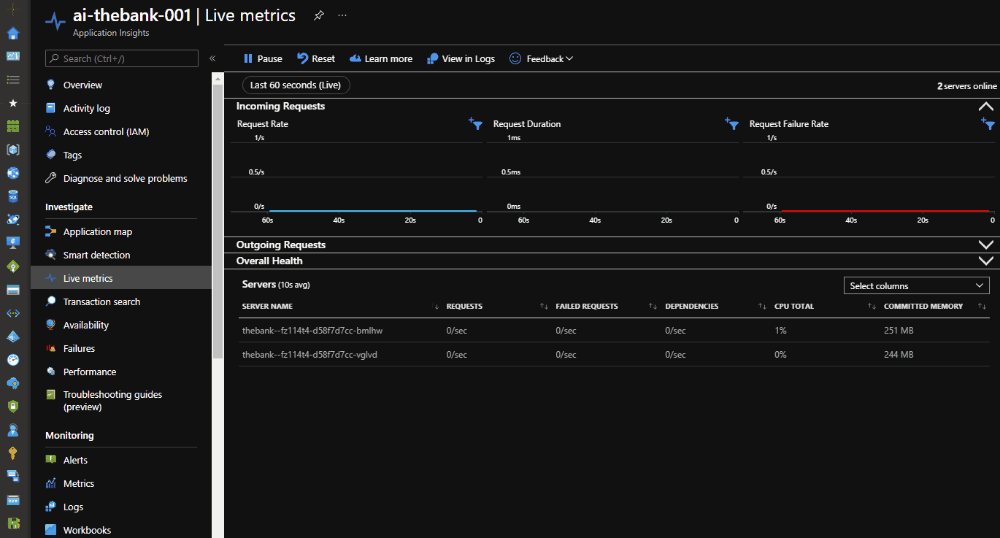 ai-thebank-001 | Live metrics
Application Insights
Search (Ctrl+/)
Overview
Activity log
Access control (IAM)
Tags
Diagnose and solve problems
Investigate
Application map
Smart detection
Live metrics
Transaction search
Availability
Failures
Performance
Troubleshooting guides
(preview)
Monitoring
Alerts
Metrics
Logs
Workbooks
Pause Reset Learn more View in Logs Feedback
Last 60 seconds (Live) 2 servers online
Incoming Requests
Request Rate Request Duration Request Failure Rate
1/s 1ms 1/s
0.5/s 0.5ms 0.5/s
0/s 0ms 0/s
60s 40s 20s 0 60s 40s 20s 0 60s 40s 20s 0
Outgoing Requests
Overall Health
Servers (10s avg) Select columns
SERVER NAME REQUESTS FAILED REQUESTS DEPENDENCIES CPU TOTAL COMMITTED MEMORY
thebank--fz114t4-d58f7d7cc-bmlhw 0/sec 0/sec 0/sec 1% 251 MB
thebank--fz114t4-d58f7d7cc-vglvd 0/sec 0/sec 0/sec 0% 244 MB